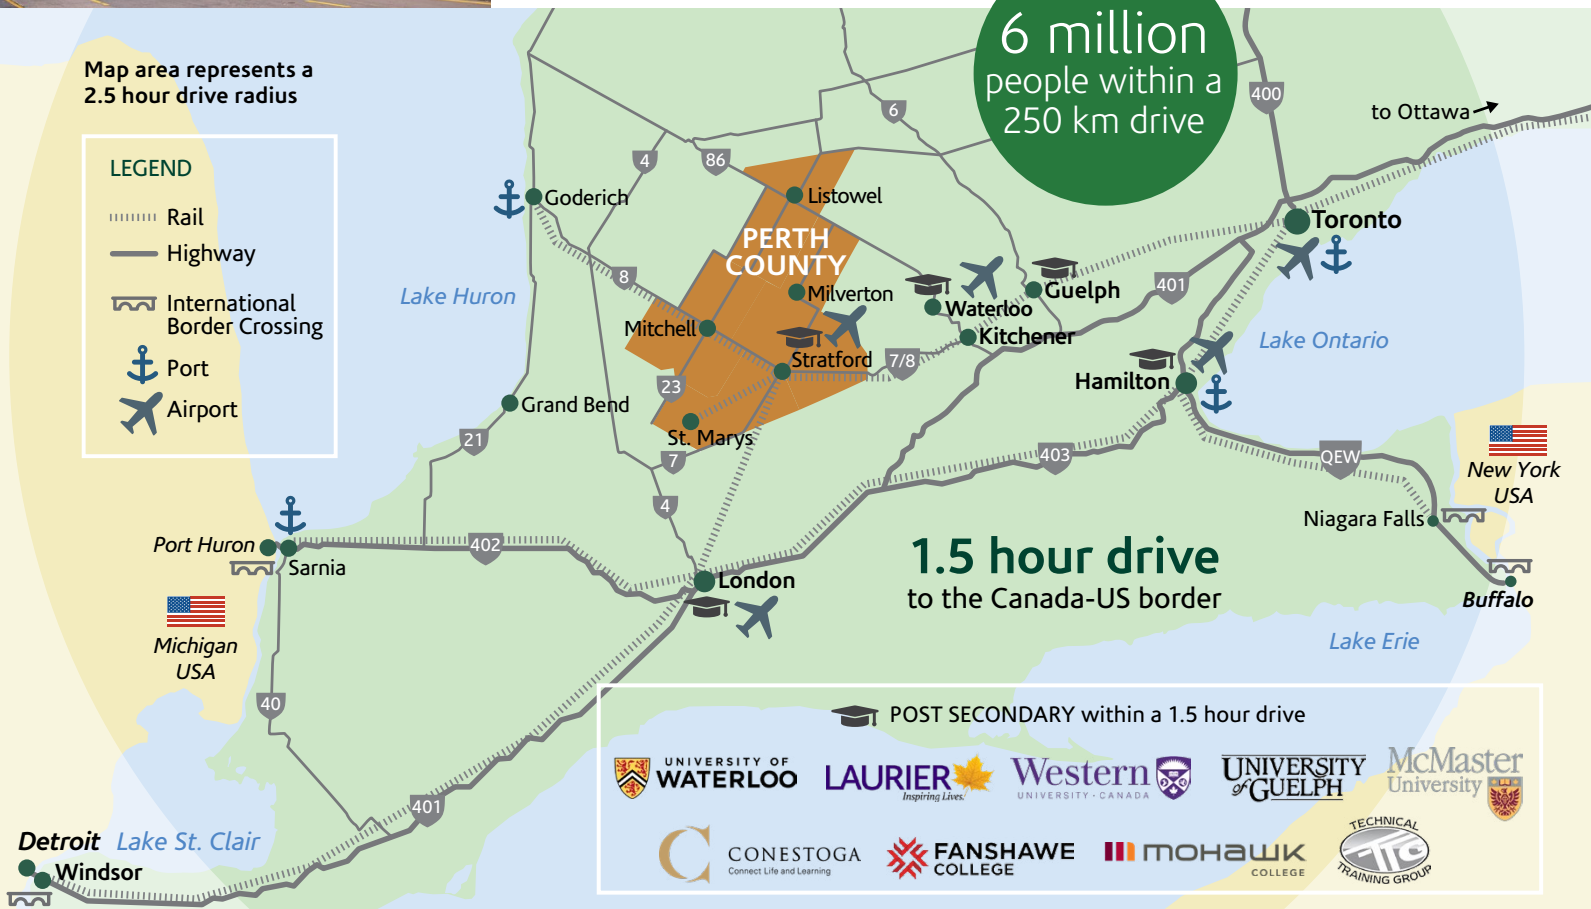 Map area represents a
2.5 hour drive radius
LEGEND
Rail
Highway
International
Border Crossing
Port
Airport
6 million
people within a
250 km drive
to Ottawa
400
6
4
86
Goderich
Listowel
PERTH
COUNTY
Toronto
8
Lake Huron
Milverton
Waterloo
Guelph
401
Mitchell
Kitchener
Lake Ontario
Stratford
7/8
Hamilton
23
Grand Bend
St. Marys
21
7
403
QEW
New York
USA
4
Niagara Falls
Port Huron
Sarnia
402
1.5 hour drive
to the Canada-US border
London
Buffalo
Michigan
USA
Lake Erie
40
401
Detroit
Lake St. Clair
Windsor
POST SECONDARY within a 1.5 hour drive
UNIVERSITY OF
WATERLOO
LAURIER
Inspiring Lives.
Western
UNIVERSITY · CANADA
UNIVERSITY
of GUELPH
McMaster
University
C
CONESTOGA
Connect Life and Learning
FANSHAWE
COLLEGE
mohawk
COLLEGE
TECHNICAL
TTG
TRAINING GROUP